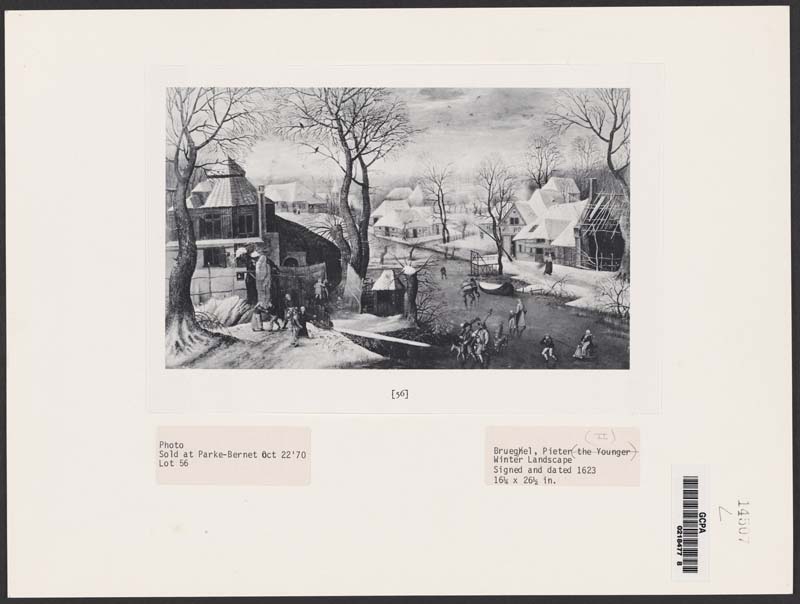 [56]
Photo
Sold at Parke-Bernet Oct 22'70
Lot 56
(II)
Brueghel, Pieter (the Younger)
Winter Landscape
Signed and dated 1623
16¼ x 26½ in.
GCPA
0218477 8
14507
L